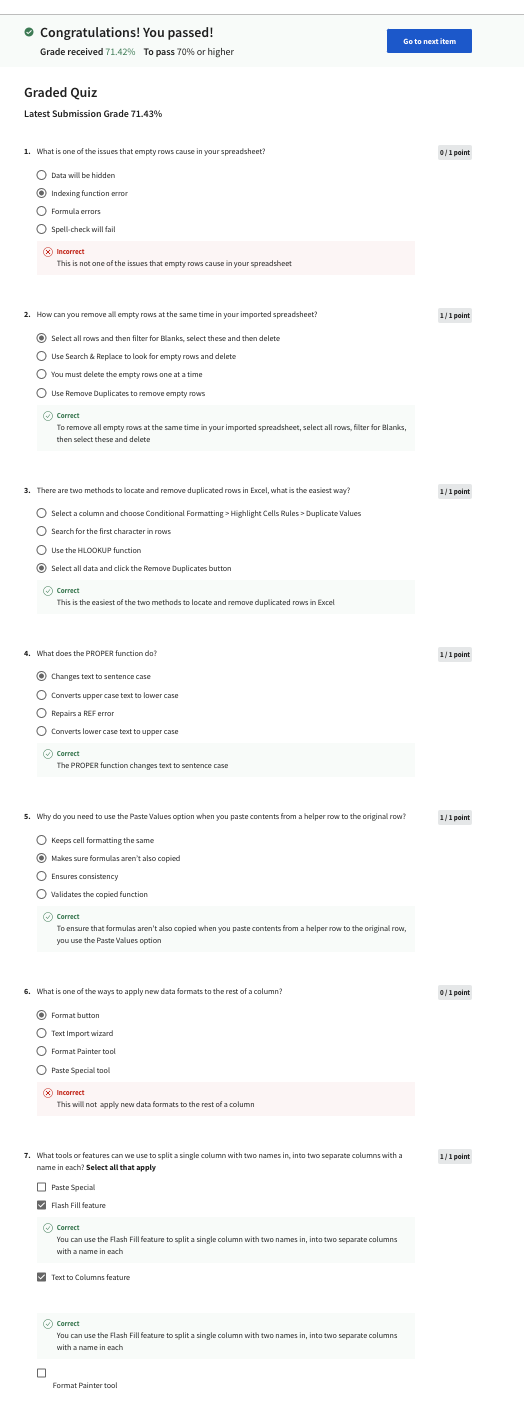 Congratulations! You passed!
Grade received 71.42% To pass 70% or higher
Go to next item
Graded Quiz
Latest Submission Grade 71.43%
1. What is one of the issues that empty rows cause in your spreadsheet?
0 / 1 point
Data will be hidden
Indexing function error
Formula errors
Spell-check will fail
Incorrect
This is not one of the issues that empty rows cause in your spreadsheet
2. How can you remove all empty rows at the same time in your imported spreadsheet?
1 / 1 point
Select all rows and then filter for Blanks, select these and then delete
Use Search & Replace to look for empty rows and delete
You must delete the empty rows one at a time
Use Remove Duplicates to remove empty rows
Correct
To remove all empty rows at the same time in your imported spreadsheet, select all rows, filter for Blanks,
then select these and delete
3. There are two methods to locate and remove duplicated rows in Excel, what is the easiest way?
1 / 1 point
Select a column and choose Conditional Formatting > Highlight Cells Rules > Duplicate Values
Search for the first character in rows
Use the HLOOKUP function
Select all data and click the Remove Duplicates button
Correct
This is the easiest of the two methods to locate and remove duplicated rows in Excel
4. What does the PROPER function do?
1 / 1 point
Changes text to sentence case
Converts upper case text to lower case
Repairs a REF error
Converts lower case text to upper case
Correct
The PROPER function changes text to sentence case
5. Why do you need to use the Paste Values option when you paste contents from a helper row to the original row?
1 / 1 point
Keeps cell formatting the same
Makes sure formulas aren't also copied
Ensures consistency
Validates the copied function
Correct
To ensure that formulas aren't also copied when you paste contents from a helper row to the original row,
you use the Paste Values option
6. What is one of the ways to apply new data formats to the rest of a column?
0 / 1 point
Format button
Text Import wizard
Format Painter tool
Paste Special tool
Incorrect
This will not apply new data formats to the rest of a column
7. What tools or features can we use to split a single column with two names in, into two separate columns with a
name in each? Select all that apply
1 / 1 point
Paste Special
Flash Fill feature
Correct
You can use the Flash Fill feature to split a single column with two names in, into two separate columns
with a name in each
Text to Columns feature
Correct
You can use the Flash Fill feature to split a single column with two names in, into two separate columns
with a name in each
Format Painter tool